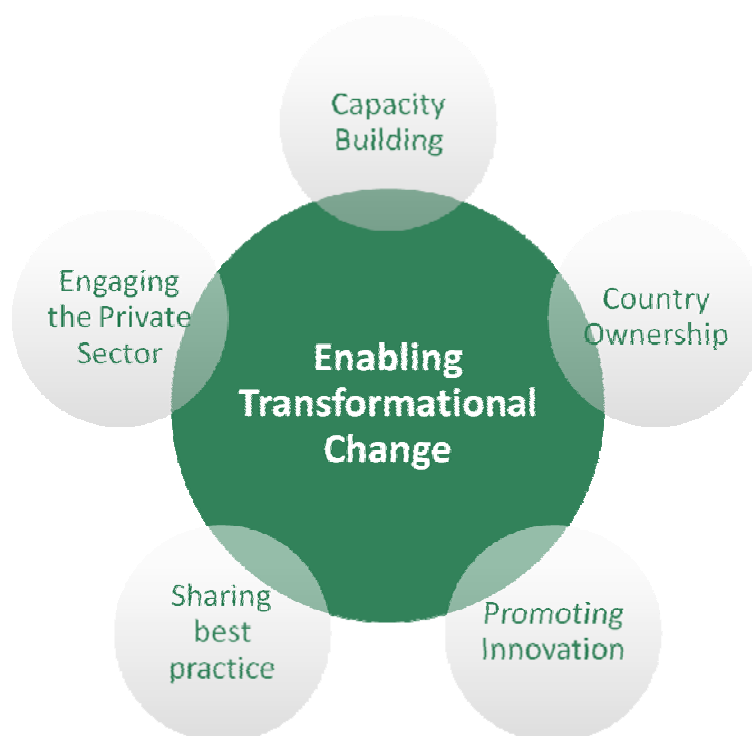 Capacity
Building
Engaging
the Private
Sector
Country
Ownership
Enabling
Transformational
Change
Sharing
best
practice
Promoting
Innovation